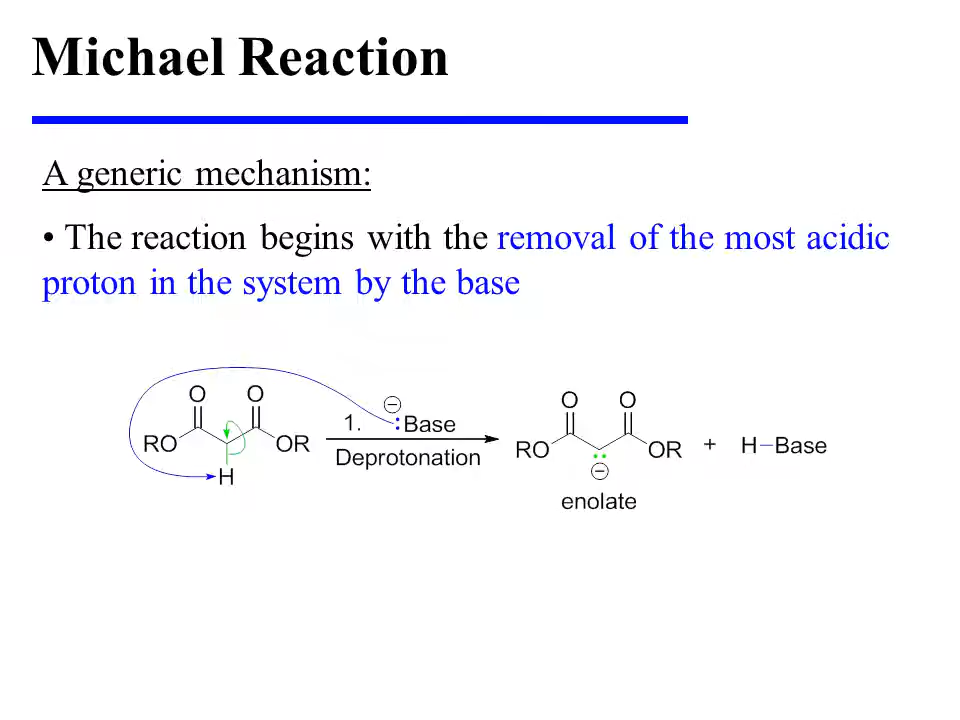 Michael Reaction
A generic mechanism:
• The reaction begins with the removal of the most acidic
proton in the system by the base
O O
RO OR
H
1. ⊖ : Base
Deprotonation
O O
RO OR
⊖
enolate
+ H–Base